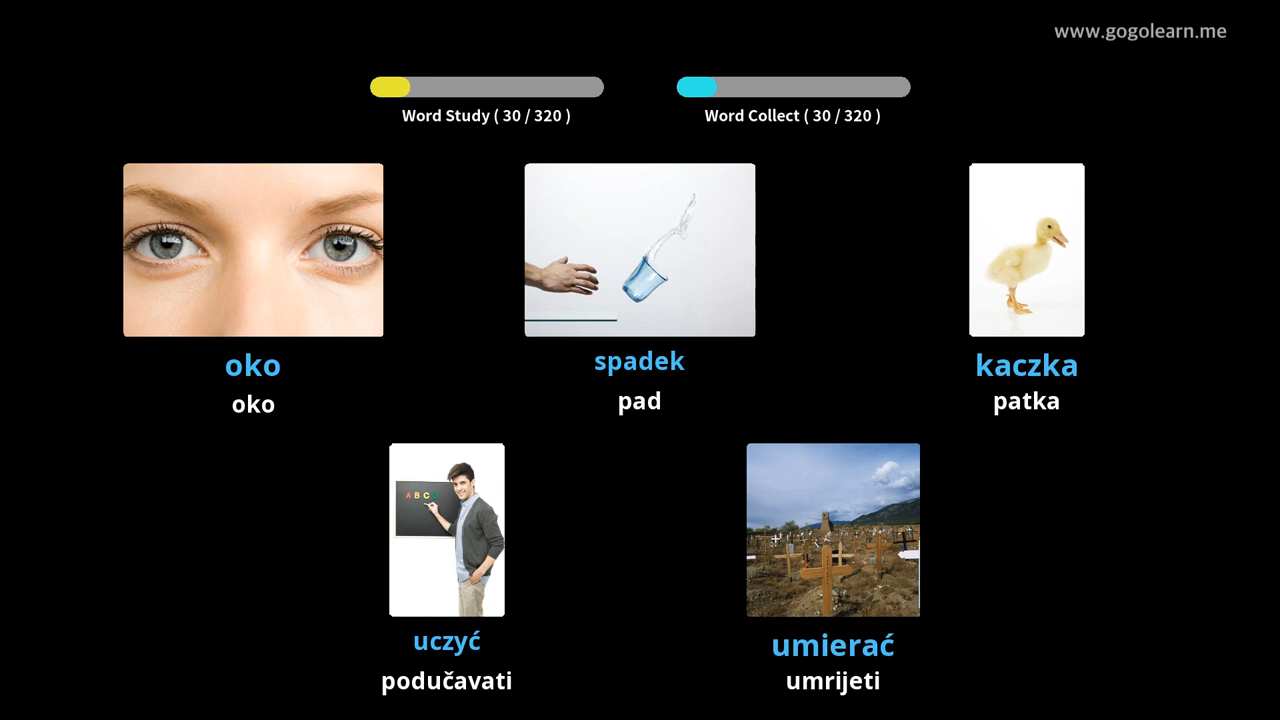 www.gogolearn.me
Word Study ( 30 / 320 )
Word Collect ( 30 / 320 )
oko
oko
spadek
pad
kaczka
patka
A B C D
uczyć
podučavati
umierać
umrijeti